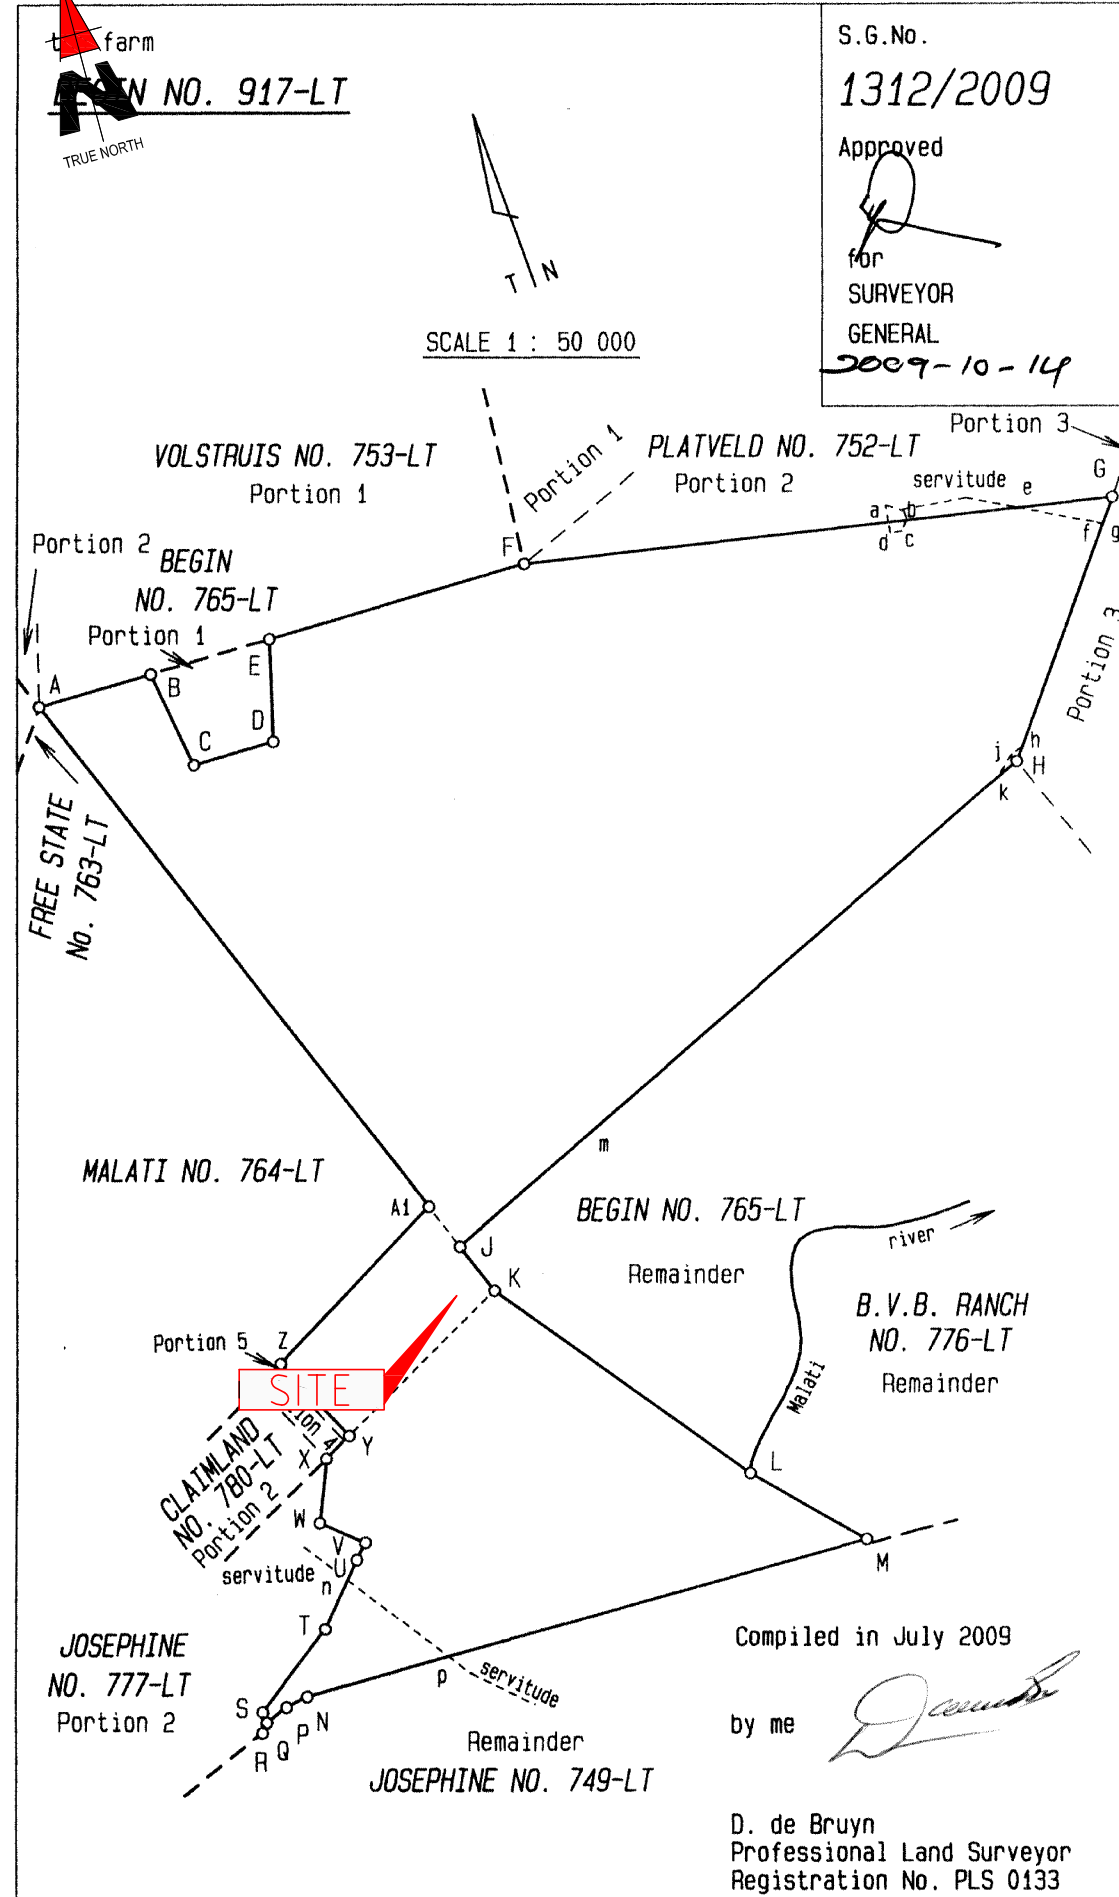 farm
BEGIN NO. 917-LT
TRUE NORTH
S.G.No.
1312/2009
Approved
for
SURVEYOR
GENERAL
2009-10-14
T N
SCALE 1 : 50 000
VOLSTRUIS NO. 753-LT
Portion 1
Portion 1
PLATVELD NO. 752-LT
Portion 2
Portion 3
servitude
G
a
b
c
d
e
f
g
F
Portion 2
BEGIN
NO. 765-LT
Portion 1
A
B
C
D
E
Portion 3
j
h
H
k
FREE STATE
No. 763-LT
m
MALATI NO. 764-LT
A1
J
K
BEGIN NO. 765-LT
Remainder
river
Malati
B.V.B. RANCH
NO. 776-LT
Remainder
Portion 5
Z
SITE
ion 4
Y
X
CLAIMLAND
NO. 780-LT
Portion 2
L
W
V
U
M
servitude
n
T
JOSEPHINE
NO. 777-LT
Portion 2
S
R
Q
P
N
p
servitude
Remainder
JOSEPHINE NO. 749-LT
Compiled in July 2009
by me
D. de Bruyn
Professional Land Surveyor
Registration No. PLS 0133